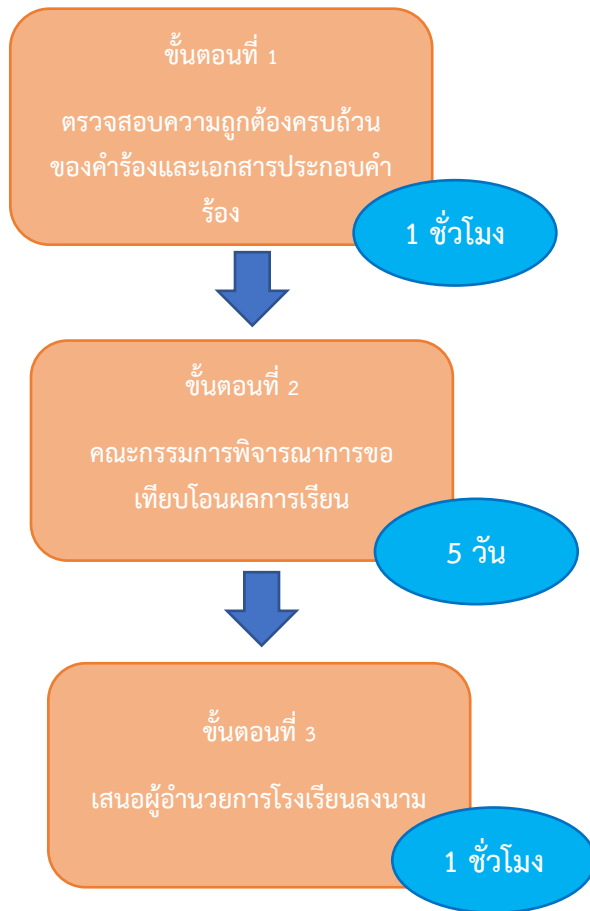 ขั้นตอนที่ 1
ตรวจสอบความถูกต้องครบถ้วน
ของคำร้องและเอกสารประกอบคำ
ร้อง
1 ชั่วโมง
ขั้นตอนที่ 2
คณะกรรมการพิจารณาการขอ
เทียบโอนผลการเรียน
5 วัน
ขั้นตอนที่ 3
เสนอผู้อำนวยการโรงเรียนลงนาม
1 ชั่วโมง